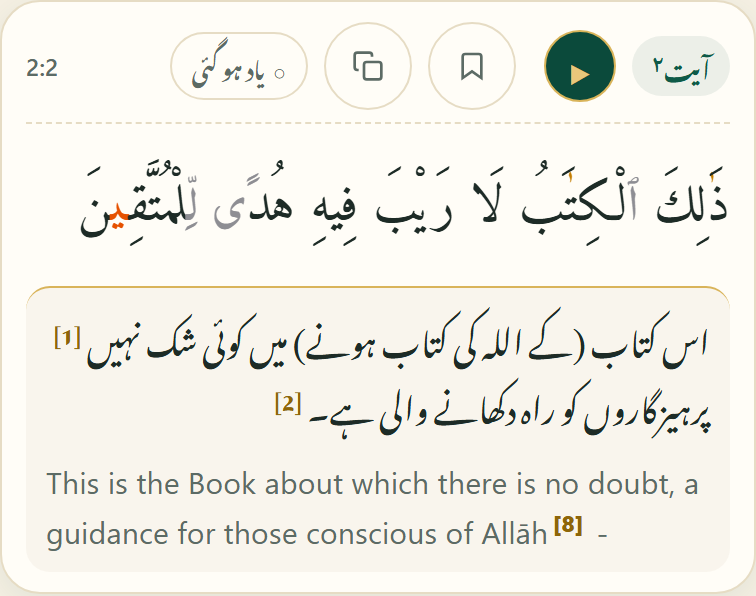 آیت ۲
○ یاد ہو گئی
2:2
ذَٰلِكَ ٱلْكِتَٰبُ لَا رَيْبَ فِيهِ هُدًى لِّلْمُتَّقِينَ
اس کتاب (کے اللہ کی کتاب ہونے) میں کوئی شک نہیں [1]
پرہیزگاروں کو راہ دکھانے والی ہے۔ [2]
This is the Book about which there is no doubt, a
guidance for those conscious of Allāh [8] -